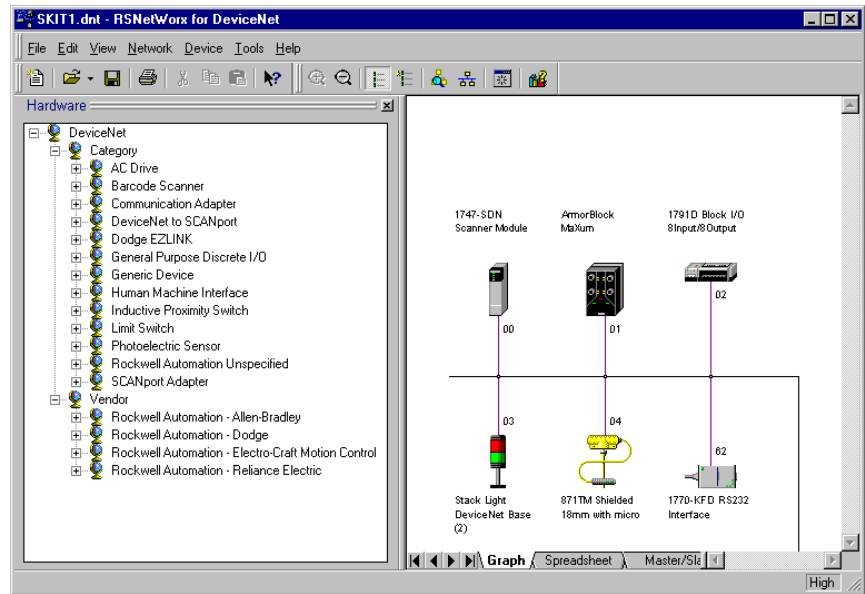 SKIT1.dnt - RSNetWorx for DeviceNet
File Edit View Network Device Tools Help
Hardware
DeviceNet
Category
AC Drive
Barcode Scanner
Communication Adapter
DeviceNet to SCANport
Dodge EZLINK
General Purpose Discrete I/O
Generic Device
Human Machine Interface
Inductive Proximity Switch
Limit Switch
Photoelectric Sensor
Rockwell Automation Unspecified
SCANport Adapter
Vendor
Rockwell Automation - Allen-Bradley
Rockwell Automation - Dodge
Rockwell Automation - Electro-Craft Motion Control
Rockwell Automation - Reliance Electric
1747-SDN
Scanner Module
00
ArmorBlock
MaXum
01
1791D Block I/O
8Input/8Output
02
03
Stack Light
DeviceNet Base
(2)
04
871TM Shielded
18mm with micro
62
1770-KFD RS232
Interface
Graph Spreadsheet Master/Sla
High